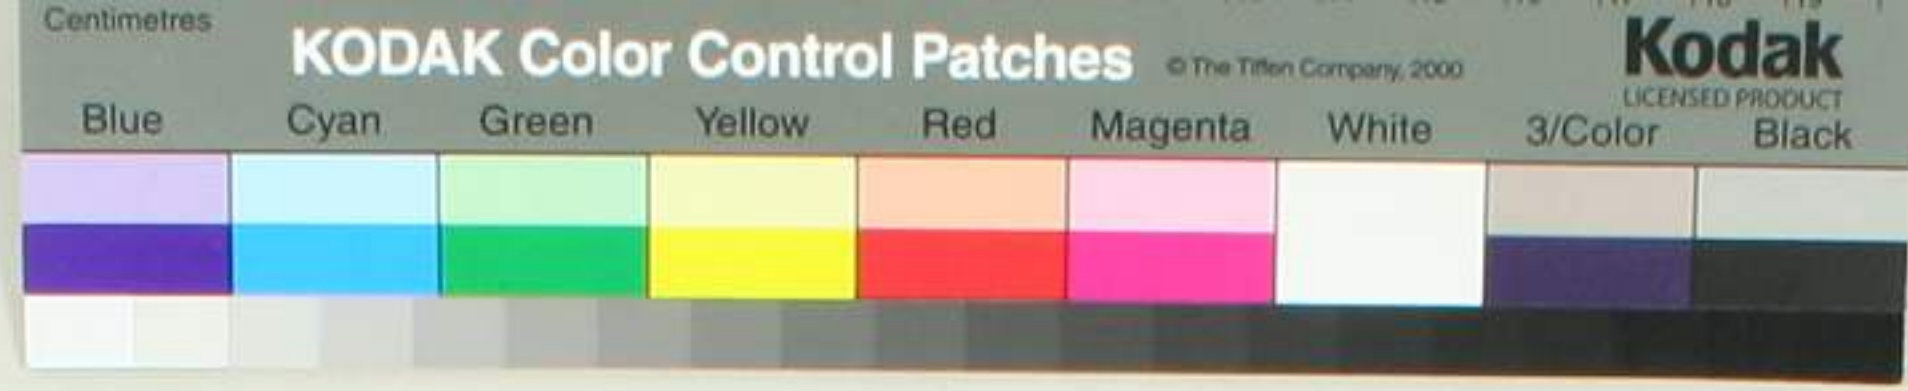 Centimetres
KODAK Color Control Patches © The Tiffen Company, 2000
Kodak
LICENSED PRODUCT
Blue Cyan Green Yellow Red Magenta White 3/Color Black